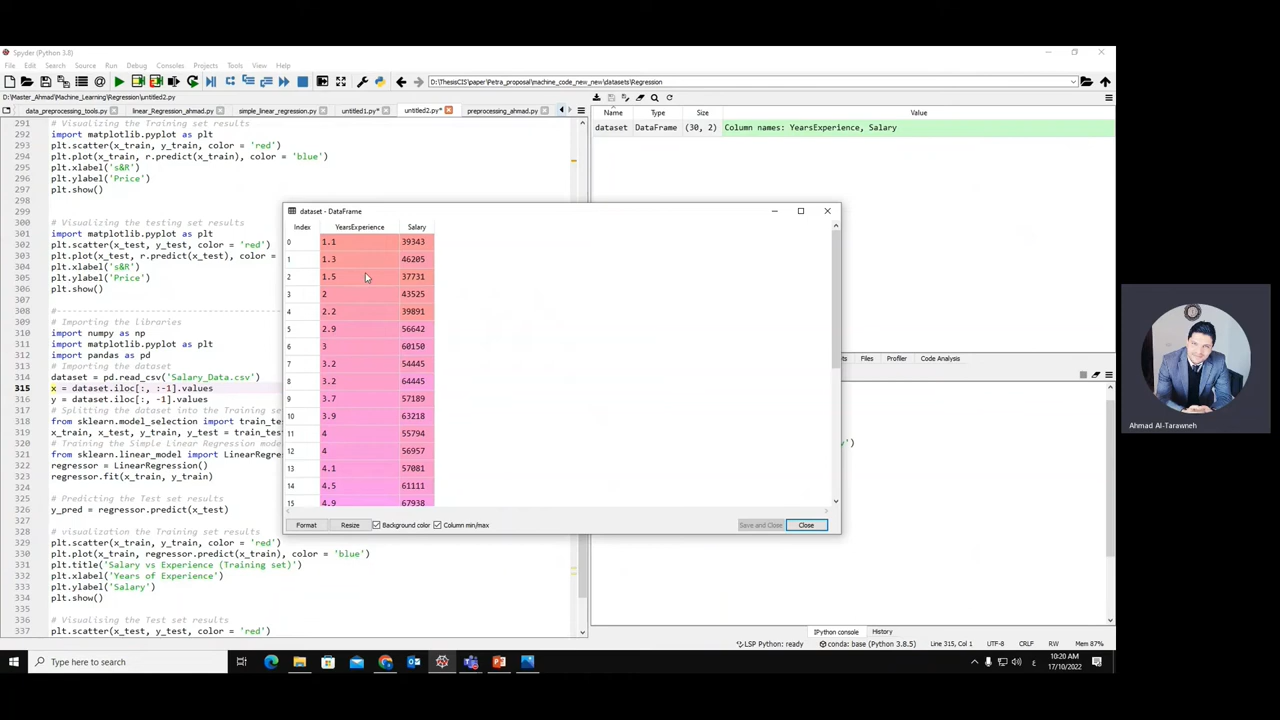 Spyder (Python 3.8)
File Edit Search Source Run Debug Consoles Projects Tools View Help
D:\ThesisCIS\paper\Petra_proposal\machine_code_new_new\datasets\Regression
D:\Master_Ahmad\Machine_Learning\Regression\untitled2.py
data_preprocessing_tools.py linear_Regression_ahmad.py simple_linear_regression.py untitled1.py* untitled2.py* preprocessing_ahmad.py
291 # Visualizing the Training set results
292 import matplotlib.pyplot as plt
293 plt.scatter(x_train, y_train, color = 'red')
294 plt.plot(x_train, r.predict(x_train), color = 'blue')
295 plt.xlabel('s&R')
296 plt.ylabel('Price')
297 plt.show()
298
299
300 # Visualizing the testing set results
301 import matplotlib.pyplot as plt
302 plt.scatter(x_test, y_test, color = 'red')
303 plt.plot(x_test, r.predict(x_test), color =
304 plt.xlabel('s&R')
305 plt.ylabel('Price')
306 plt.show()
#----------------------------------------
309 # Importing the libraries
310 import numpy as np
311 import matplotlib.pyplot as plt
312 import pandas as pd
313 # Importing the dataset
314 dataset = pd.read_csv('Salary_Data.csv')
315 x = dataset.iloc[:, :-1].values
316 y = dataset.iloc[:, -1].values
317 # Splitting the dataset into the Training se
318 from sklearn.model_selection import train_te
319 x_train, x_test, y_train, y_test = train_tes
320 # Training the Simple Linear Regression mode
321 from sklearn.linear_model import LinearRegre
322 regressor = LinearRegression()
323 regressor.fit(x_train, y_train)
325 # Predicting the Test set results
326 y_pred = regressor.predict(x_test)
328 # visualization the Training set results
329 plt.scatter(x_train, y_train, color = 'red')
330 plt.plot(x_train, regressor.predict(x_train), color = 'blue')
331 plt.title('Salary vs Experience (Training set)')
332 plt.xlabel('Years of Experience')
333 plt.ylabel('Salary')
334 plt.show()
335
336 # Visualising the Test set results
337 plt.scatter(x_test, y_test, color = 'red')
Name Type Size Value
dataset DataFrame (30, 2) Column names: YearsExperience, Salary
dataset - DataFrame
Index YearsExperience Salary
0 1.1 39343
1 1.3 46205
2 1.5 37731
3 2 43525
4 2.2 39891
5 2.9 56642
6 3 60150
7 3.2 54445
8 3.2 64445
9 3.7 57189
10 3.9 63218
11 4 55794
12 4 56957
13 4.1 57081
14 4.5 61111
15 4.9 67938
Format Resize Background color Column min/max Save and Close Close
Files Profiler Code Analysis
IPython console History
LSP Python: ready conda: base (Python 3.8.5) Line 315, Col 1 UTF-8 CRLF RW Mem 87%
Type here to search
10:20 AM
17/10/2022
Ahmad Al-Tarawneh